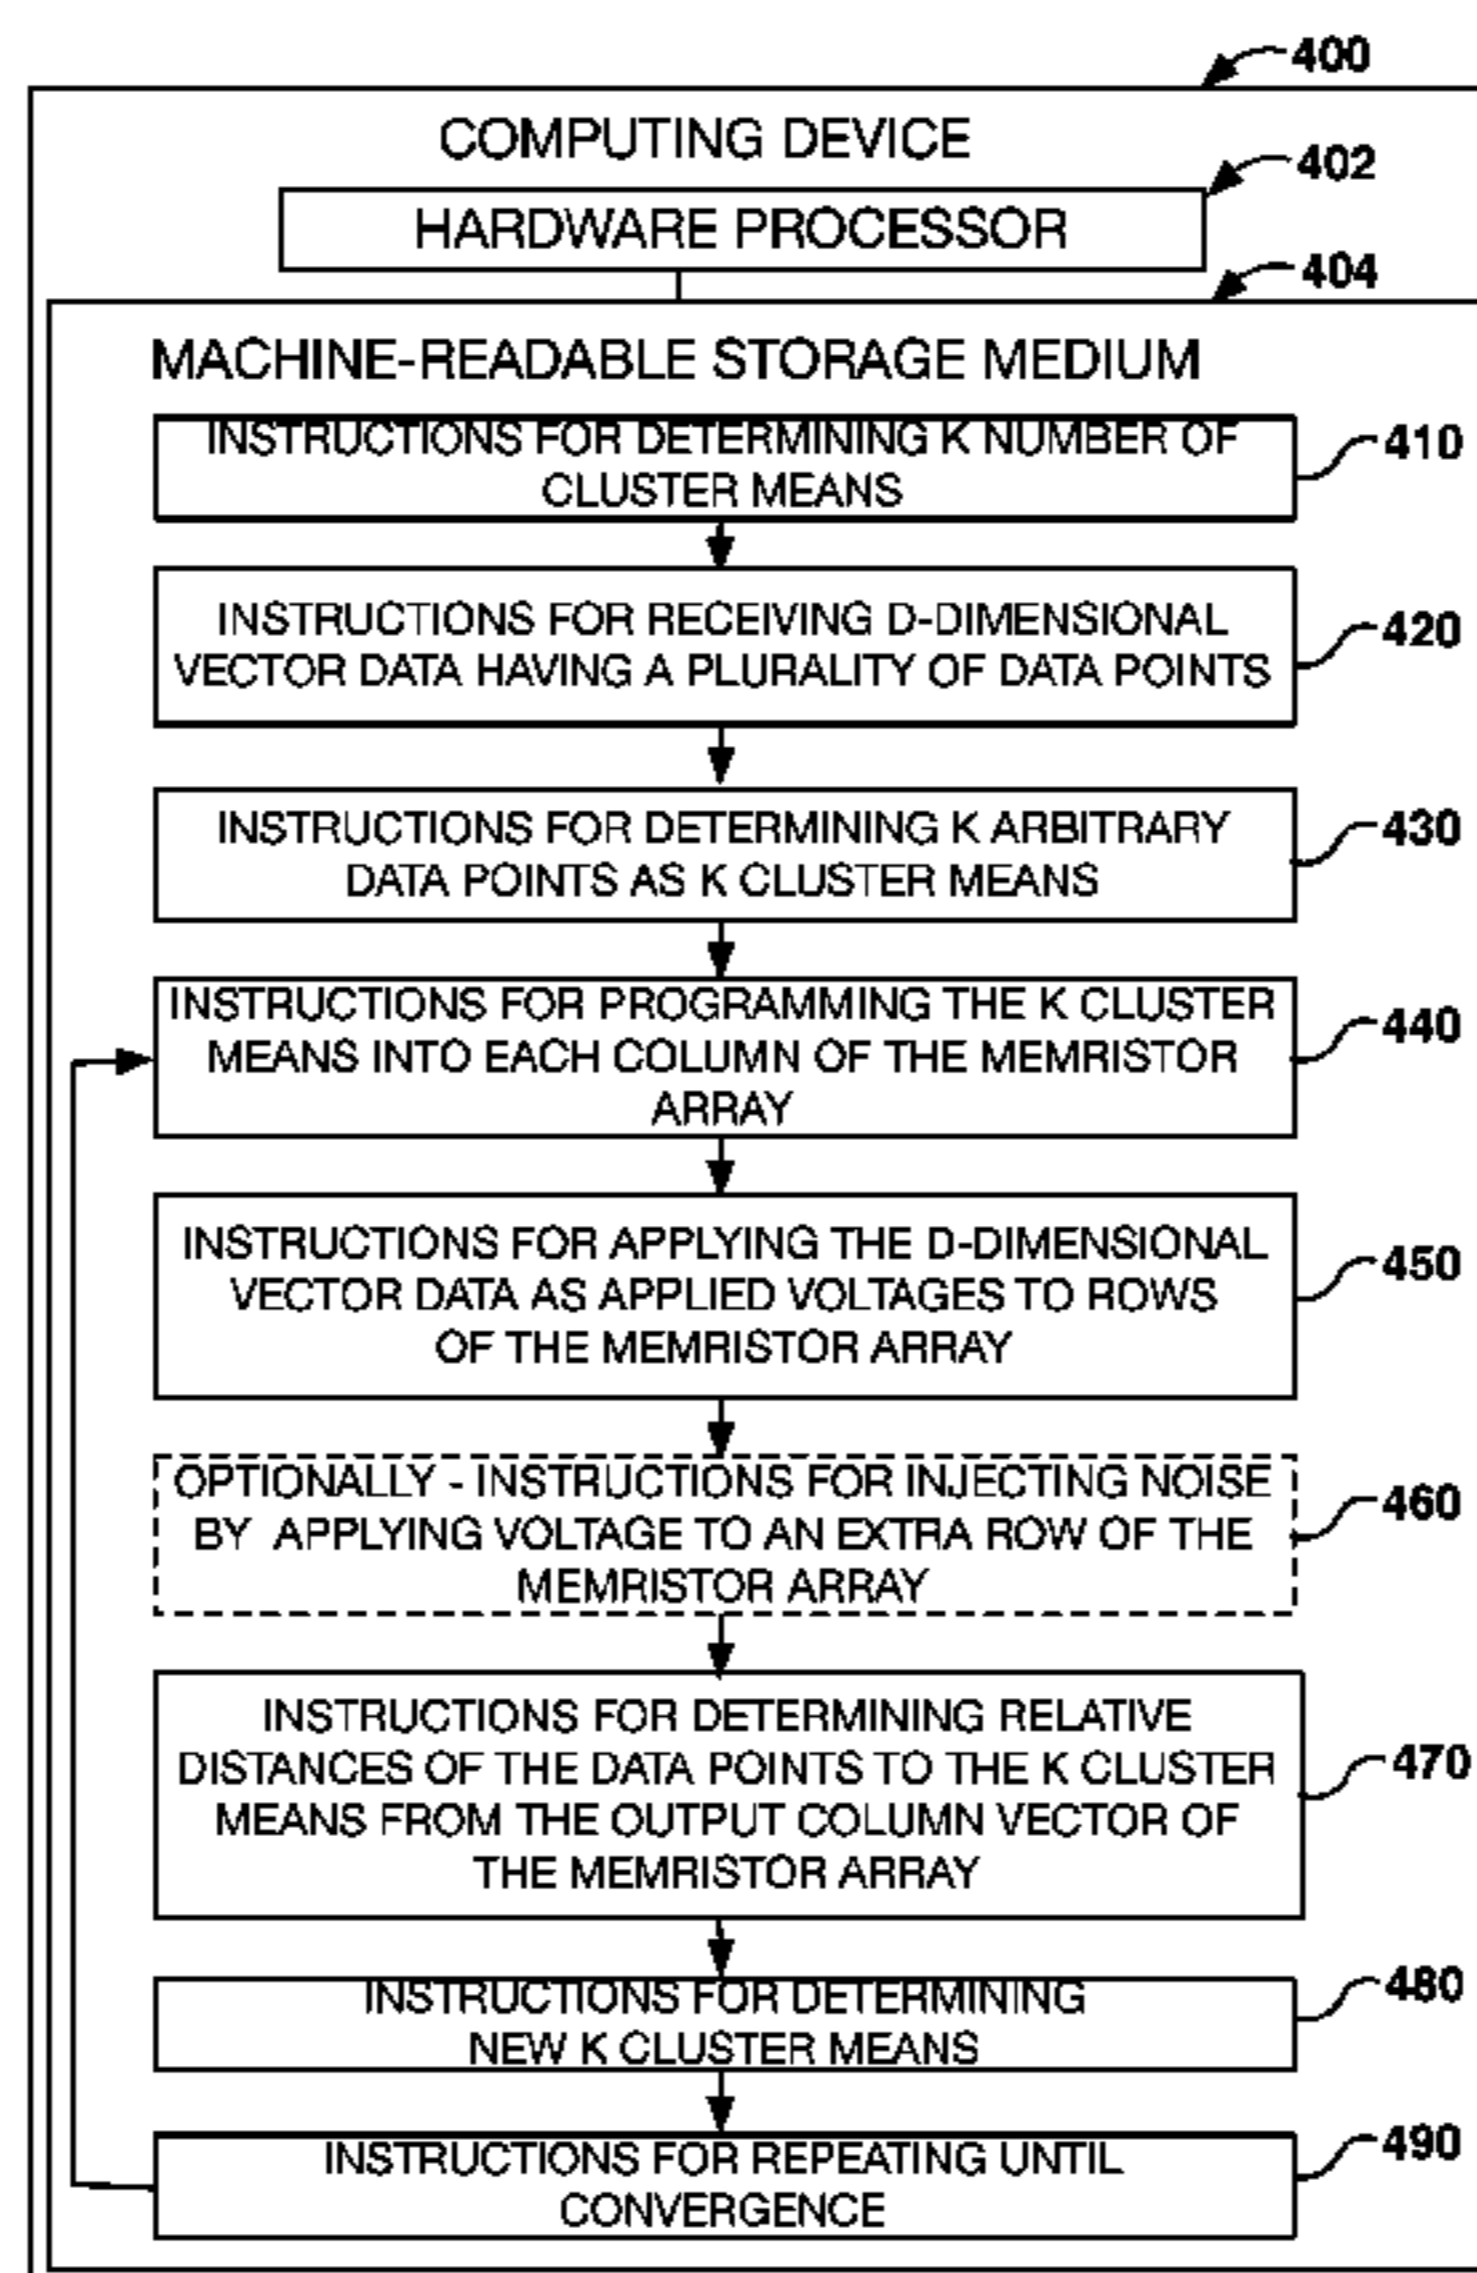 400
COMPUTING DEVICE
402
HARDWARE PROCESSOR
404
MACHINE-READABLE STORAGE MEDIUM
INSTRUCTIONS FOR DETERMINING K NUMBER OF
CLUSTER MEANS
410
INSTRUCTIONS FOR RECEIVING D-DIMENSIONAL
VECTOR DATA HAVING A PLURALITY OF DATA POINTS
420
INSTRUCTIONS FOR DETERMINING K ARBITRARY
DATA POINTS AS K CLUSTER MEANS
430
INSTRUCTIONS FOR PROGRAMMING THE K CLUSTER
MEANS INTO EACH COLUMN OF THE MEMRISTOR
ARRAY
440
INSTRUCTIONS FOR APPLYING THE D-DIMENSIONAL
VECTOR DATA AS APPLIED VOLTAGES TO ROWS
OF THE MEMRISTOR ARRAY
450
OPTIONALLY - INSTRUCTIONS FOR INJECTING NOISE
BY APPLYING VOLTAGE TO AN EXTRA ROW OF THE
MEMRISTOR ARRAY
460
INSTRUCTIONS FOR DETERMINING RELATIVE
DISTANCES OF THE DATA POINTS TO THE K CLUSTER
MEANS FROM THE OUTPUT COLUMN VECTOR OF
THE MEMRISTOR ARRAY
470
INSTRUCTIONS FOR DETERMINING
NEW K CLUSTER MEANS
480
INSTRUCTIONS FOR REPEATING UNTIL
CONVERGENCE
490